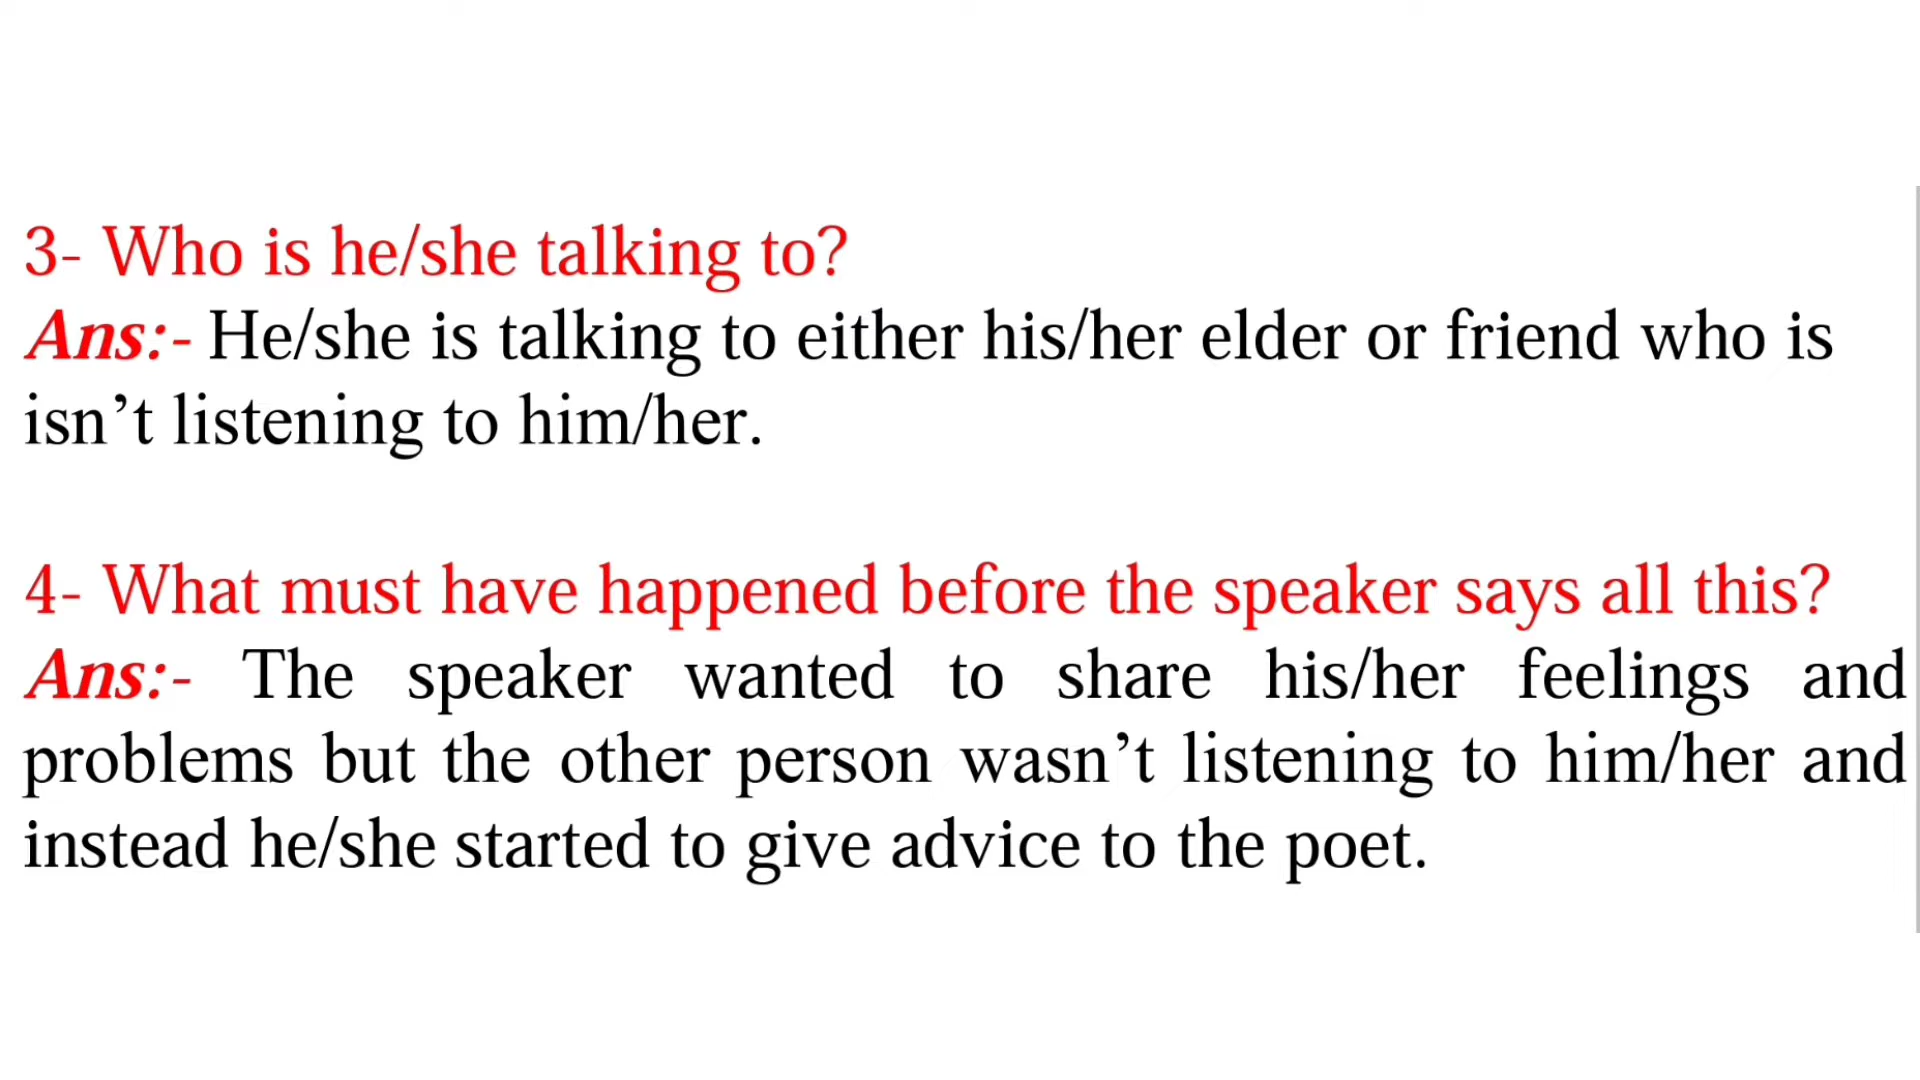 3- Who is he/she talking to?
Ans:- He/she is talking to either his/her elder or friend who is
isn’t listening to him/her.
4- What must have happened before the speaker says all this?
Ans:- The speaker wanted to share his/her feelings and
problems but the other person wasn’t listening to him/her and
instead he/she started to give advice to the poet.